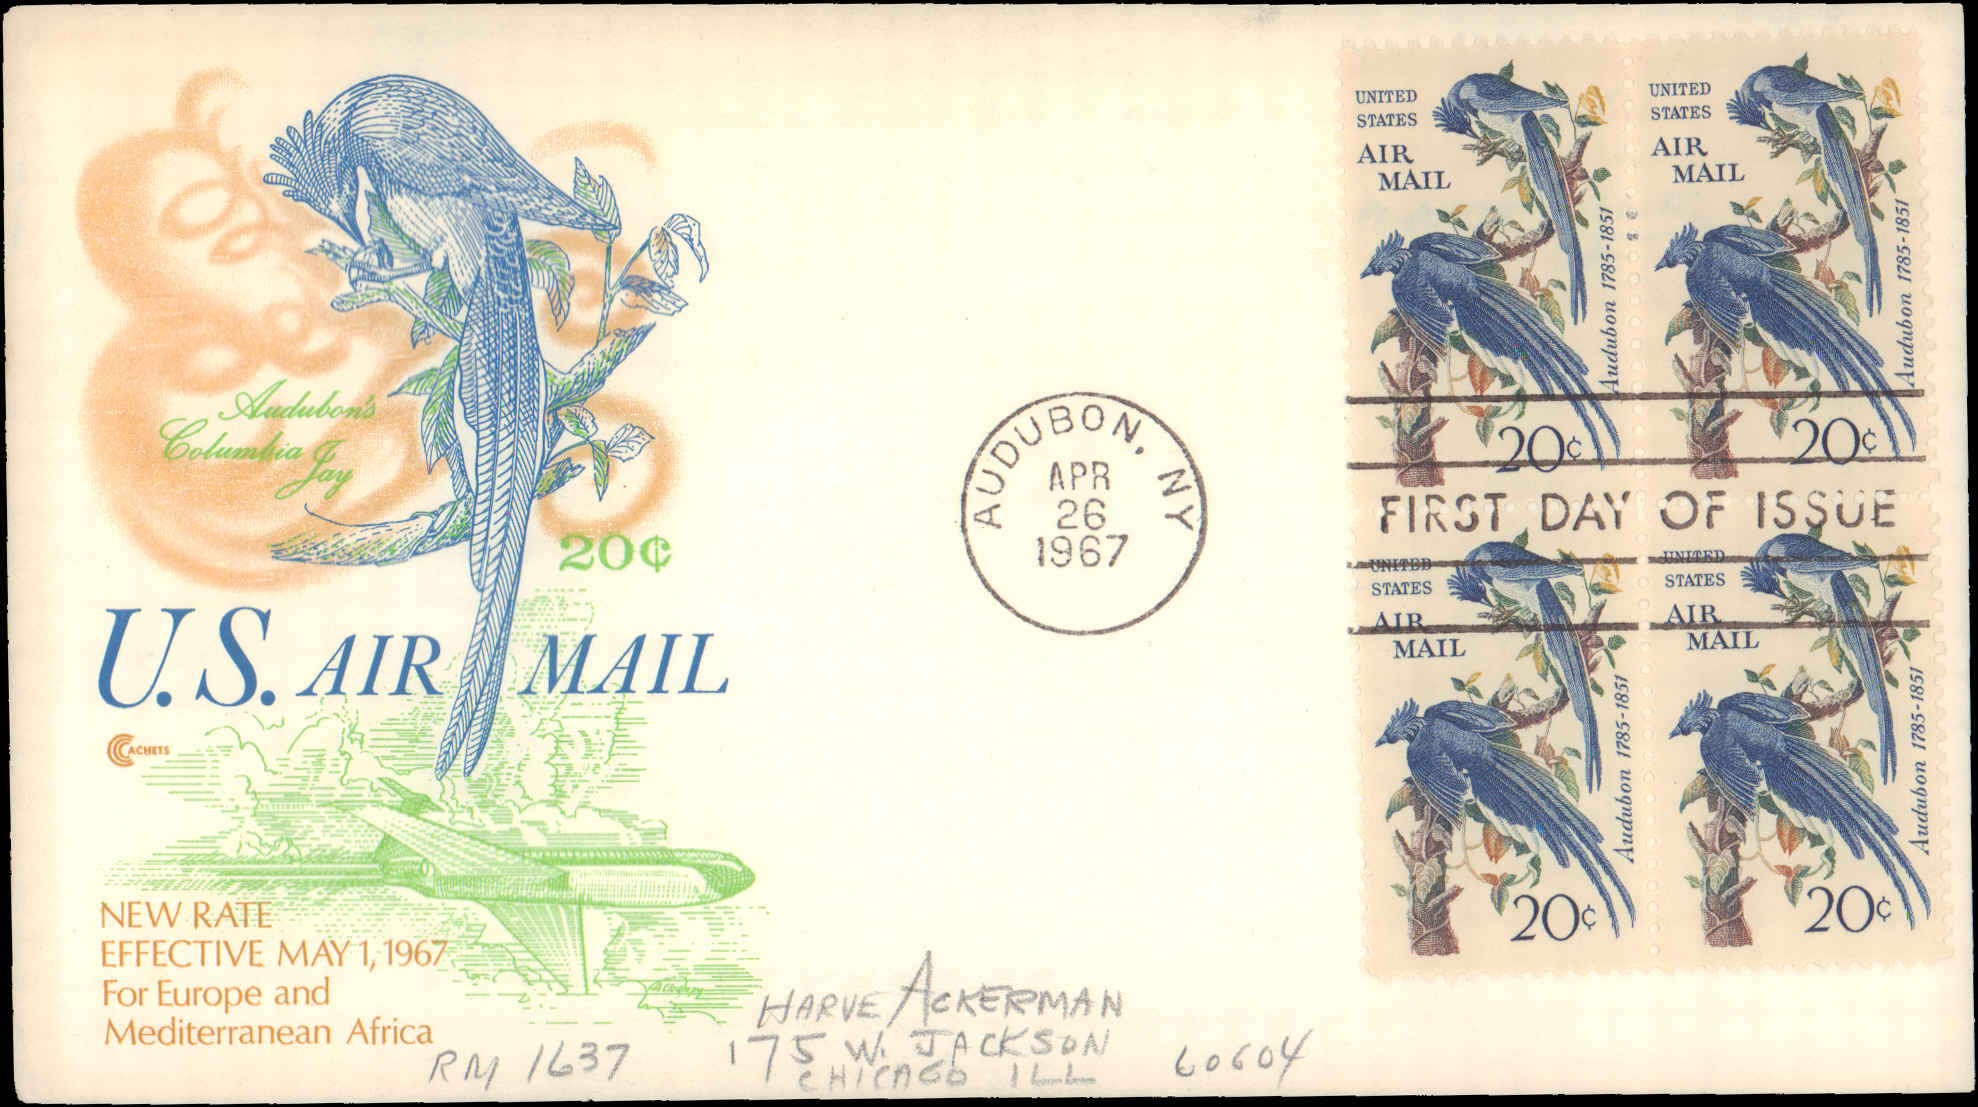 Audubon's
Columbia Jay
20¢
U.S. AIR MAIL
CCC ACHETS
NEW RATE
EFFECTIVE MAY 1, 1967
For Europe and
Mediterranean Africa
AUDUBON, NY
APR
26
1967
UNITED
STATES
AIR
MAIL
Audubon 1785-1851
20¢
UNITED
STATES
AIR
MAIL
Audubon 1785-1851
20¢
FIRST DAY OF ISSUE
UNITED
STATES
AIR
MAIL
Audubon 1785-1851
20¢
UNITED
STATES
AIR
MAIL
Audubon 1785-1851
20¢
HARVE ACKERMAN
RM 1637 175 W. JACKSON
CHICAGO ILL 60604